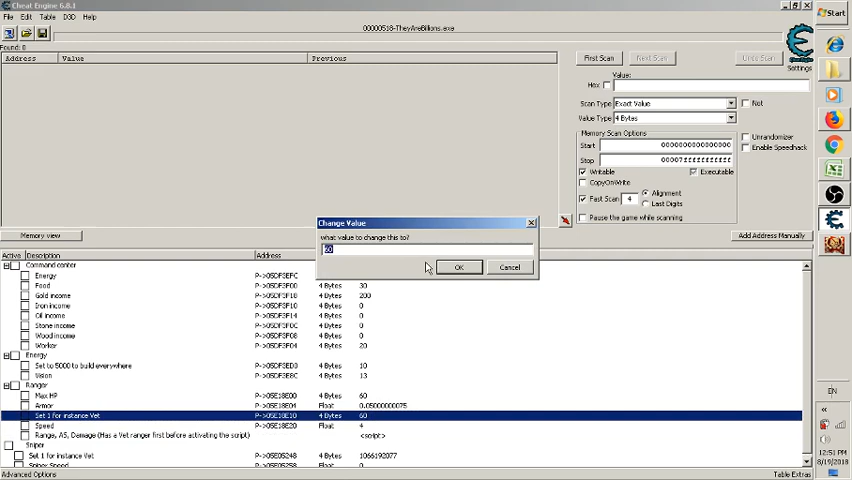 Cheat Engine 6.8.1
File Edit Table D3D Help
00000518-TheyAreBillions.exe
Found: 0
Address Value Previous
First Scan Next Scan Undo Scan
Settings
Value:
Hex
Scan Type Exact Value Not
Value Type 4 Bytes
Memory Scan Options
Start 0000000000000000
Stop 00007fffffffffff
Writable Executable
CopyOnWrite
Fast Scan 4 Alignment
Last Digits
Pause the game while scanning
Unrandomizer
Enable Speedhack
Memory view Add Address Manually
Change Value
what value to change this to?
60
OK Cancel
Active Description Address
Command center
Energy P->05DF3EFC
Food P->05DF3F00 4 Bytes 30
Gold income P->05DF3F18 4 Bytes 200
Iron income P->05DF3F10 4 Bytes 0
Oil income P->05DF3F14 4 Bytes 0
Stone income P->05DF3F0C 4 Bytes 0
Wood income P->05DF3F08 4 Bytes 0
Worker P->05DF3F04 4 Bytes 20
Energy
Set to 5000 to build everywhere P->05DF3ED3 4 Bytes 10
Vision P->05DF3E8C 4 Bytes 13
Ranger
Max HP P->05E18E00 4 Bytes 60
Armor P->05E18E04 Float 0.05000000075
Set 1 for instance Vet P->05E18E10 4 Bytes 60
Speed P->05E18E20 Float 4
Range, AS, Damage (Has a Vet ranger first before activating the script) <script>
Sniper
Set 1 for instance Vet P->05E05248 4 Bytes 1066192077
Sniper Speed P->05E05258 Float 0
Advanced Options Table Extras
Start
EN
12:51 PM
8/19/2018